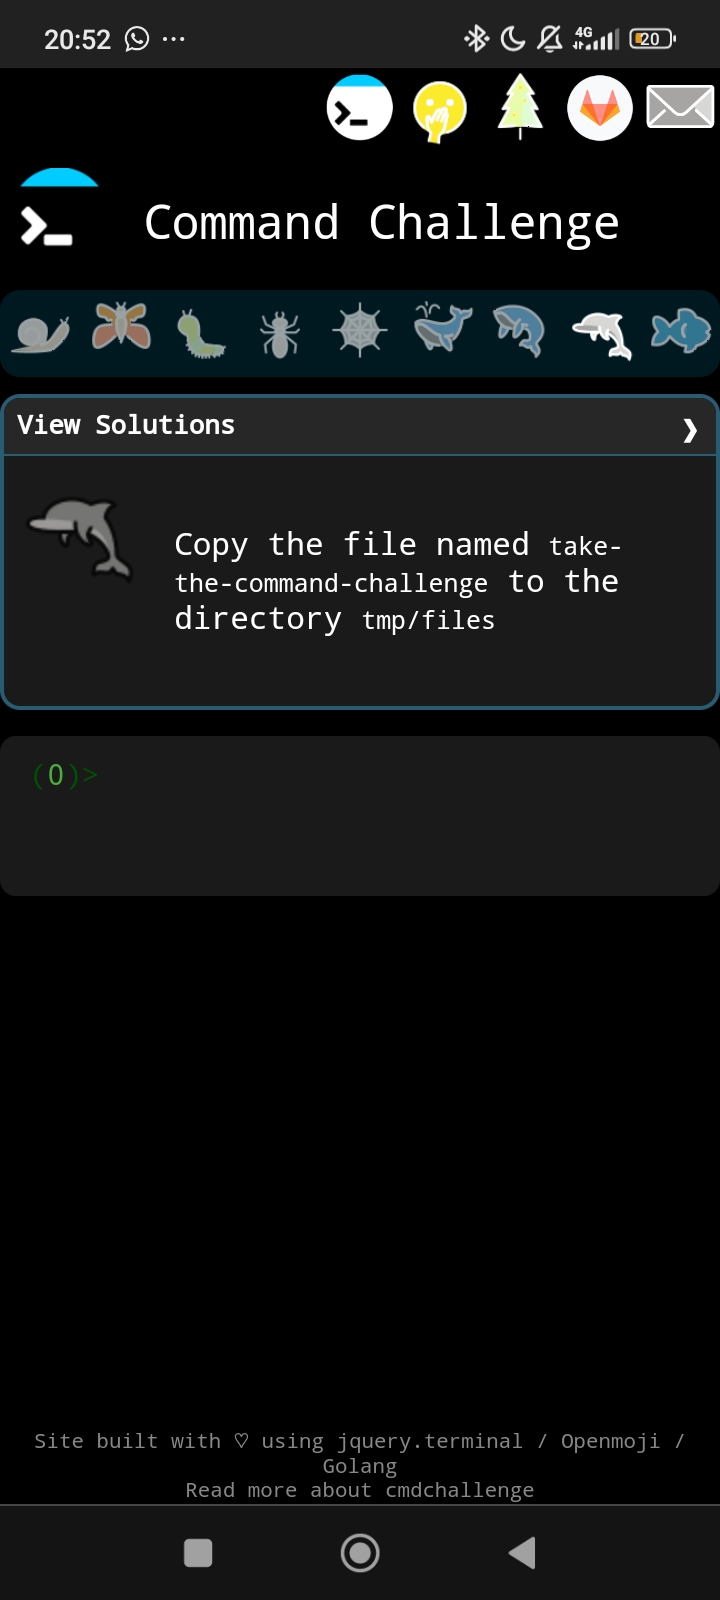 20:52 ... 4G 20
Command Challenge
View Solutions ❯
Copy the file named take-
the-command-challenge to the
directory tmp/files
(0)>
Site built with ♡ using jquery.terminal / Openmoji /
Golang
Read more about cmdchallenge